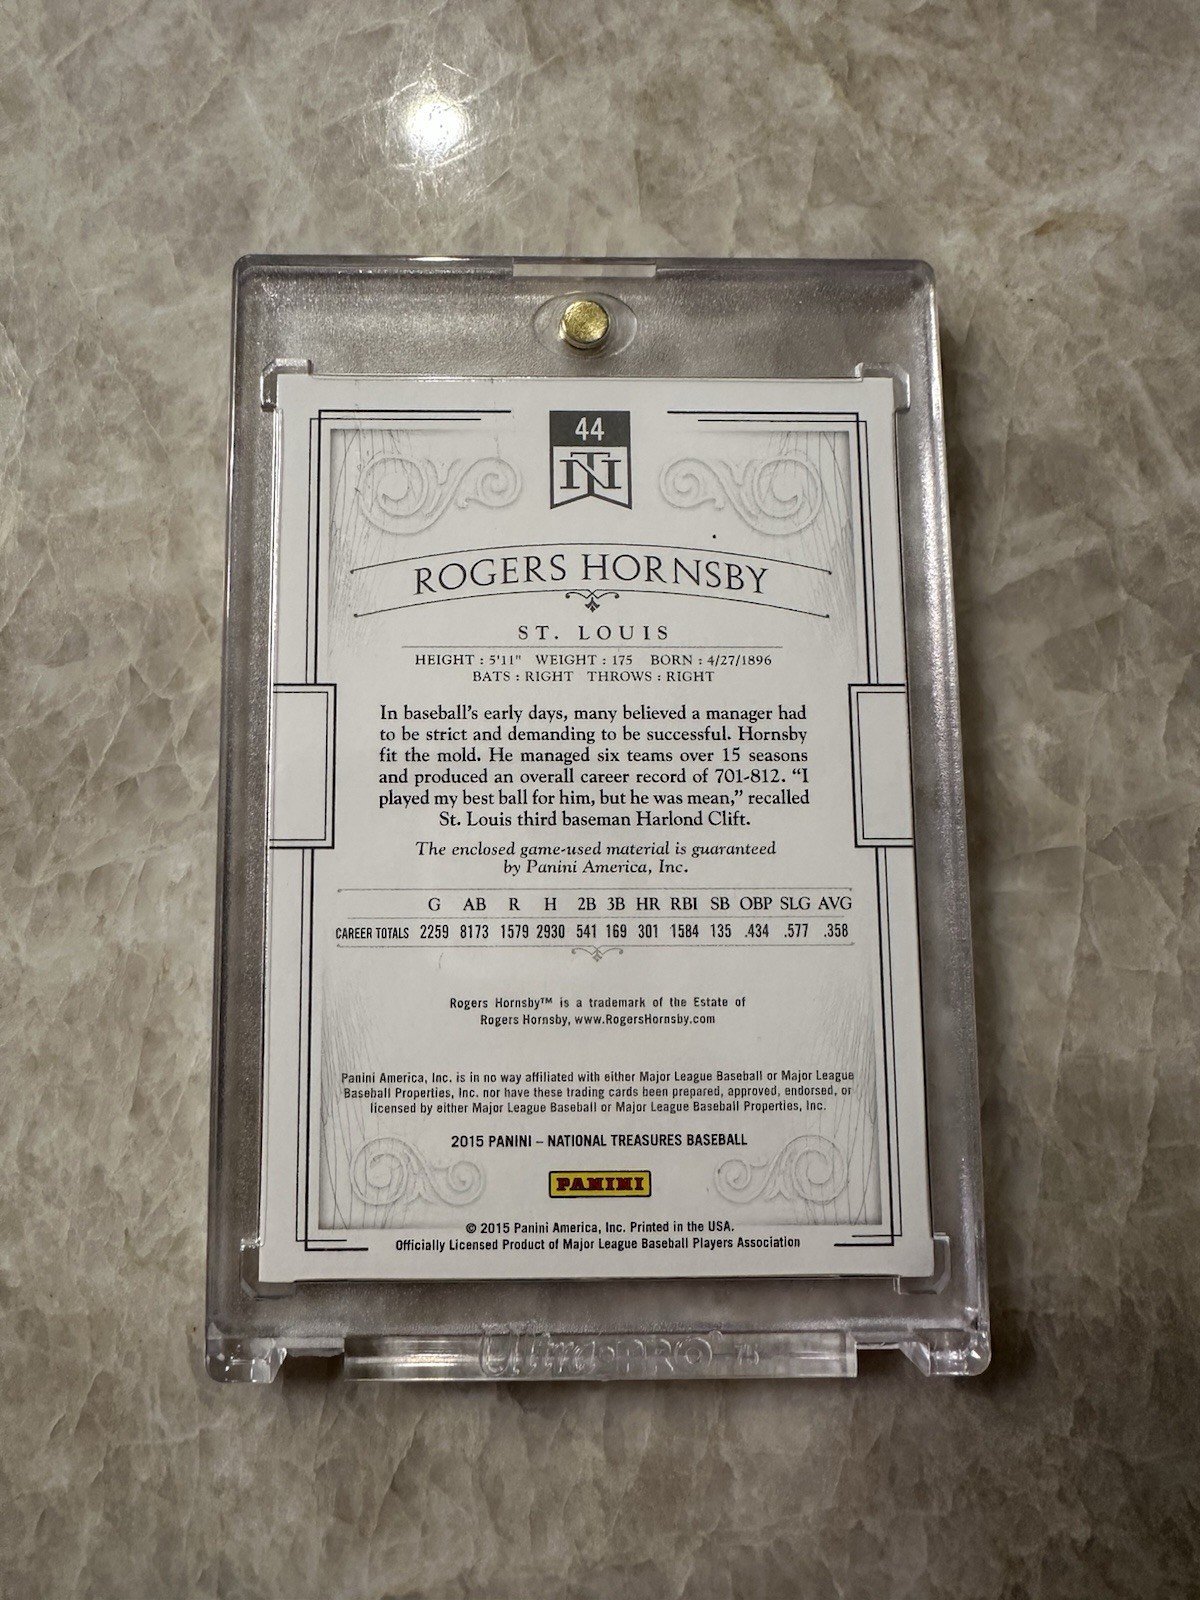 44
NT
ROGERS HORNSBY
ST. LOUIS
HEIGHT : 5'11" WEIGHT : 175 BORN : 4/27/1896
BATS : RIGHT THROWS : RIGHT
In baseball's early days, many believed a manager had
to be strict and demanding to be successful. Hornsby
fit the mold. He managed six teams over 15 seasons
and produced an overall career record of 701-812. “I
played my best ball for him, but he was mean,” recalled
St. Louis third baseman Harlond Clift.
The enclosed game-used material is guaranteed
by Panini America, Inc.
G AB R H 2B 3B HR RBI SB OBP SLG AVG
CAREER TOTALS 2259 8173 1579 2930 541 169 301 1584 135 .434 .577 .358
Rogers Hornsby™ is a trademark of the Estate of
Rogers Hornsby, www.RogersHornsby.com
Panini America, Inc. is in no way affiliated with either Major League Baseball or Major League
Baseball Properties, Inc. nor have these trading cards been prepared, approved, endorsed, or
licensed by either Major League Baseball or Major League Baseball Properties, Inc.
2015 PANINI – NATIONAL TREASURES BASEBALL
PANINI
© 2015 Panini America, Inc. Printed in the USA.
Officially Licensed Product of Major League Baseball Players Association
Ultra•PRO®